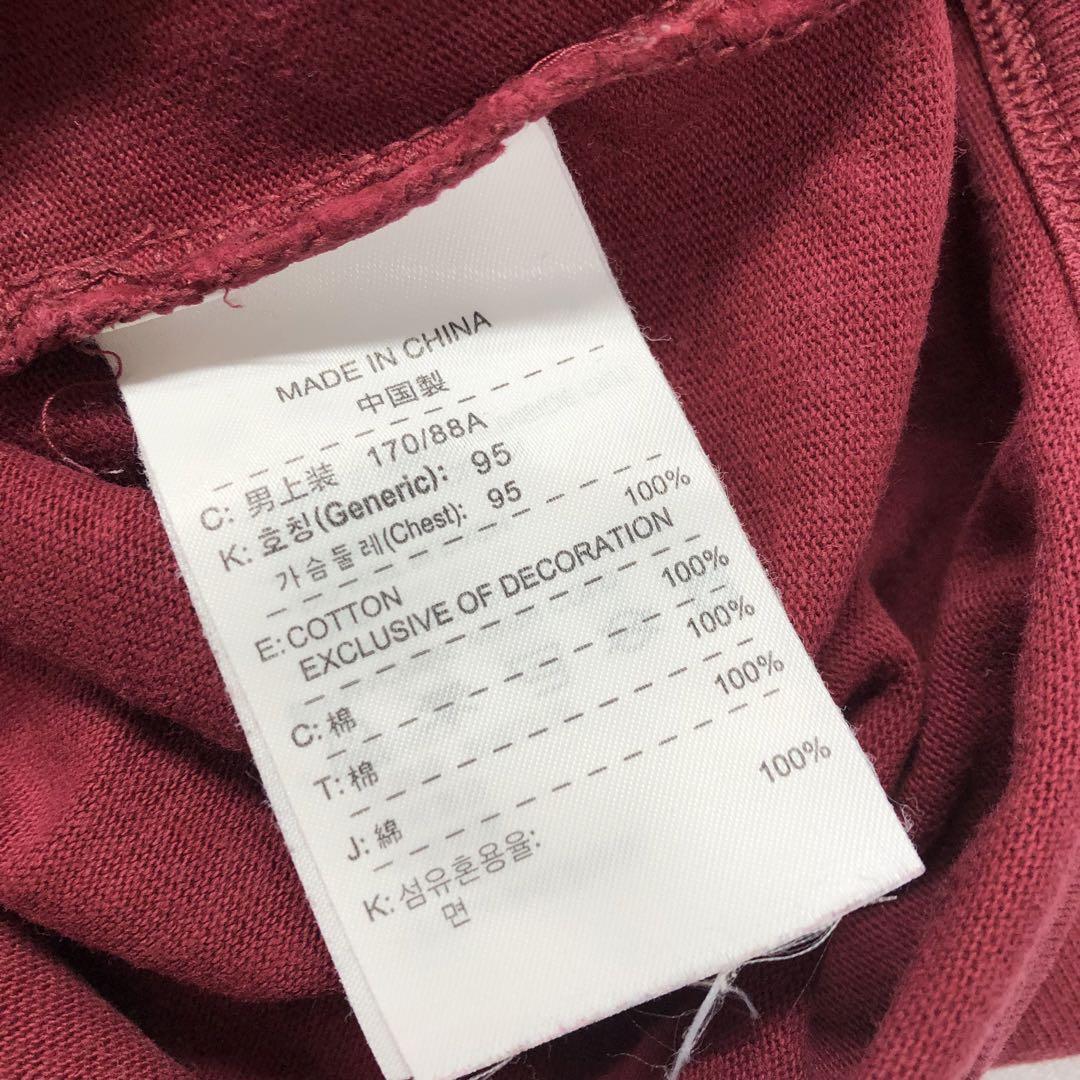 MADE IN CHINA
中国製
C: 男上装 170/88A
K: 호칭(Generic): 95
가슴둘레(Chest): 95
E: COTTON 100%
EXCLUSIVE OF DECORATION
C: 棉 100%
T: 棉 100%
J: 綿 100%
K: 섬유혼용율:
면 100%